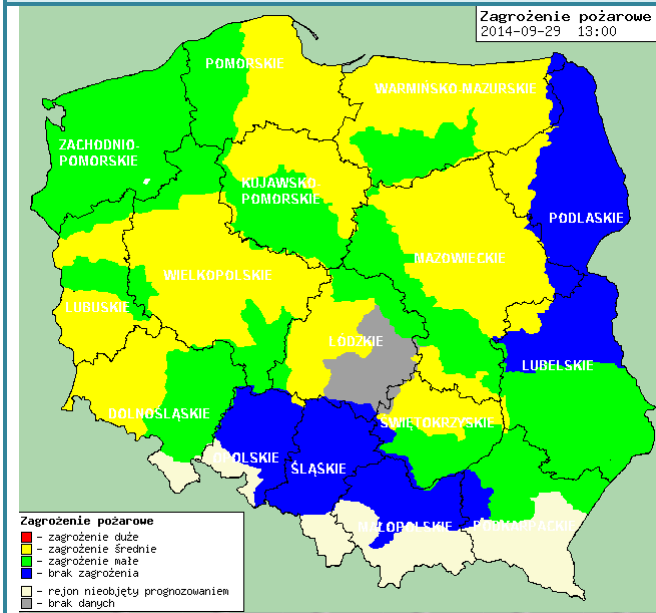 Zagrożenie pożarowe
2014-09-29 13:00
POMORSKIE
WARMIŃSKO-MAZURSKIE
ZACHODNIO-
POMORSKIE
KUJAWSKO-
POMORSKIE
PODLASKIE
MAZOWIECKIE
WIELKOPOLSKIE
LUBUSKIE
ŁÓDZKIE
LUBELSKIE
DOLNOŚLĄSKIE
ŚWIĘTOKRZYSKIE
OPOLSKIE
ŚLĄSKIE
MAŁOPOLSKIE
PODKARPACKIE
Zagrożenie pożarowe
– zagrożenie duże
– zagrożenie średnie
– zagrożenie małe
– brak zagrożenia
– rejon nieobjęty prognozowaniem
– brak danych